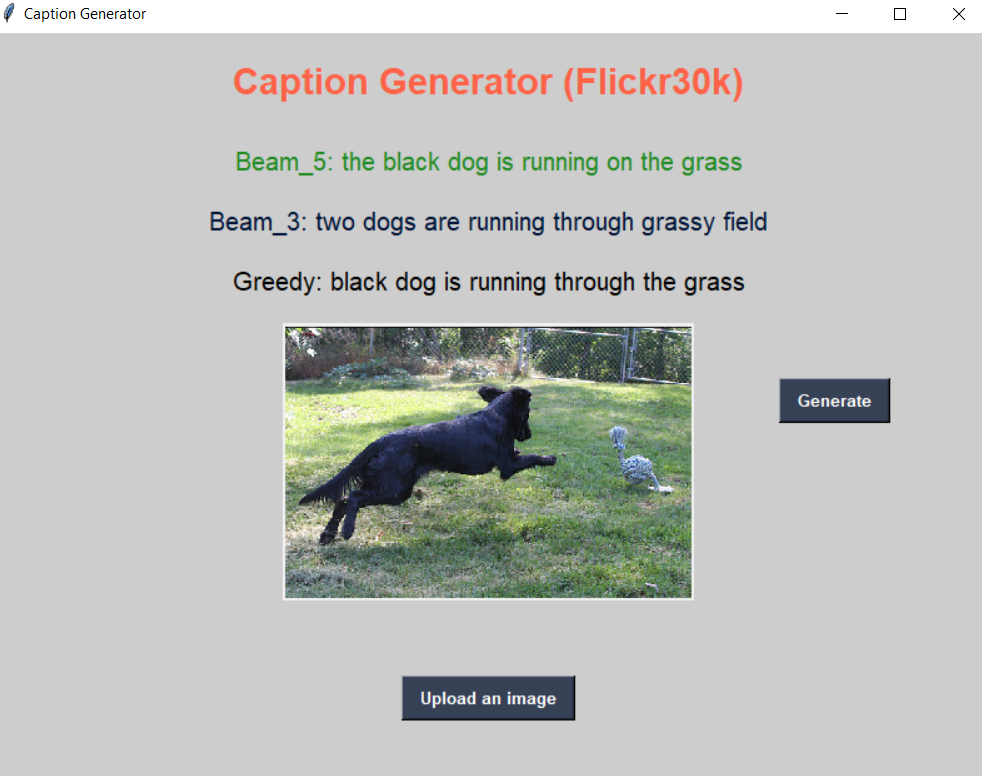 Caption Generator
Caption Generator (Flickr30k)
Beam_5: the black dog is running on the grass
Beam_3: two dogs are running through grassy field
Greedy: black dog is running through the grass
Generate
Upload an image